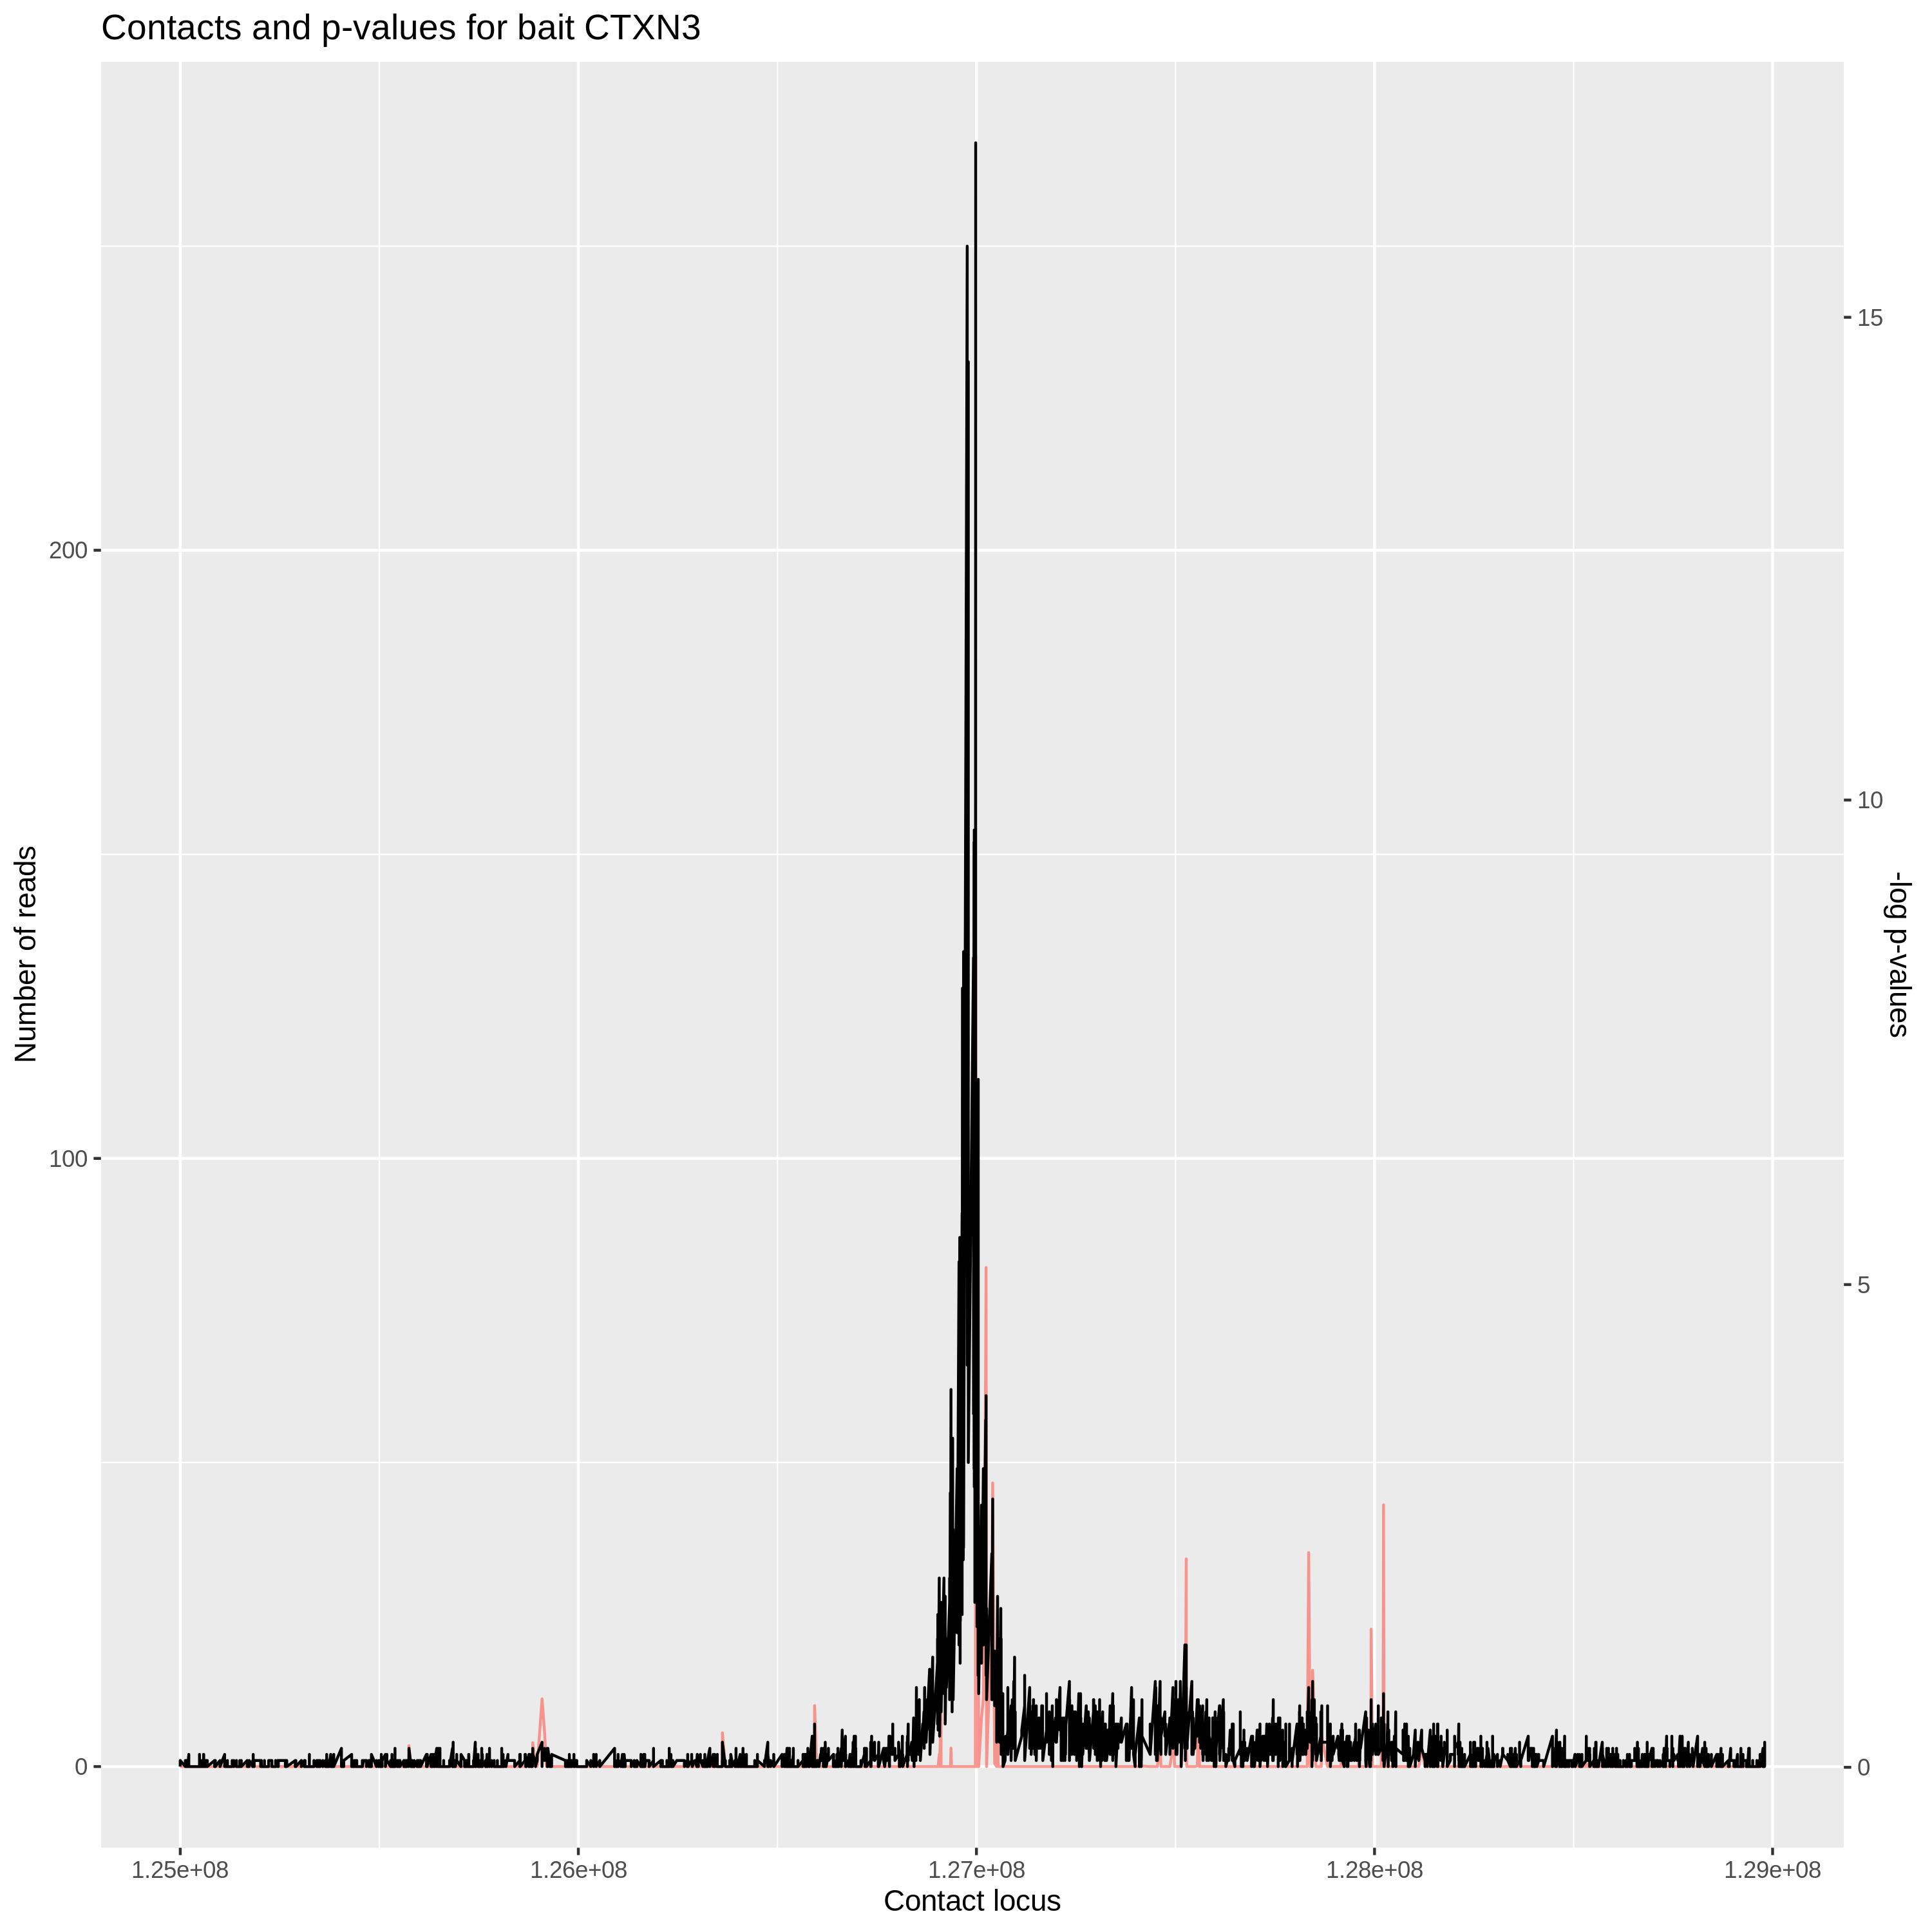 Contacts and p-values for bait CTXN3
Number of reads
200
100
0
15
10
5
0
-log p-values
1.25e+08
1.26e+08
1.27e+08
1.28e+08
1.29e+08
Contact locus